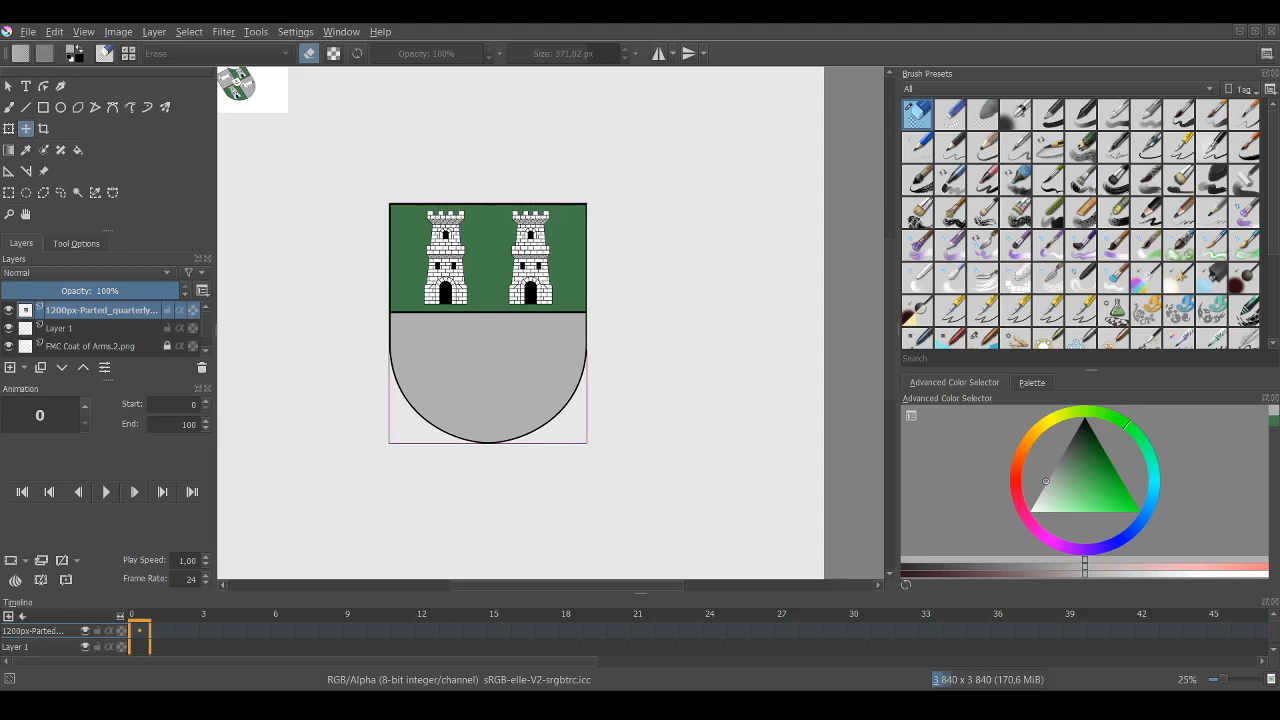 File Edit View Image Layer Select Filter Tools Settings Window Help
Erase Opacity: 100% Size: 371,02 px
Brush Presets
All Tag
Layers Tool Options
Layers
Normal
Opacity: 100%
1200px-Parted_quarterly...
Layer 1
FMC Coat of Arms.2.png
Search
Animation
0 Start: 0
End: 100
Advanced Color Selector Palette
Advanced Color Selector
Play Speed: 1,00
Frame Rate: 24
Timeline
0 3 6 9 12 15 18 21 24 27 30 33 36 39 42 45
1200px-Parted...
Layer 1
RGB/Alpha (8-bit integer/channel) sRGB-elle-V2-srgbtrc.icc 3 840 x 3 840 (170,6 MiB) 25%